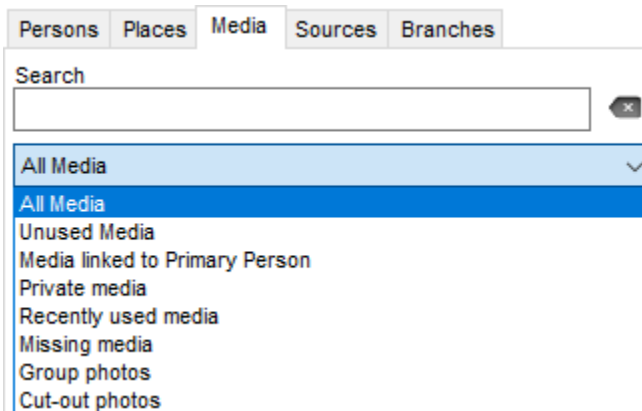 Persons Places Media Sources Branches
Search
All Media
All Media
Unused Media
Media linked to Primary Person
Private media
Recently used media
Missing media
Group photos
Cut-out photos